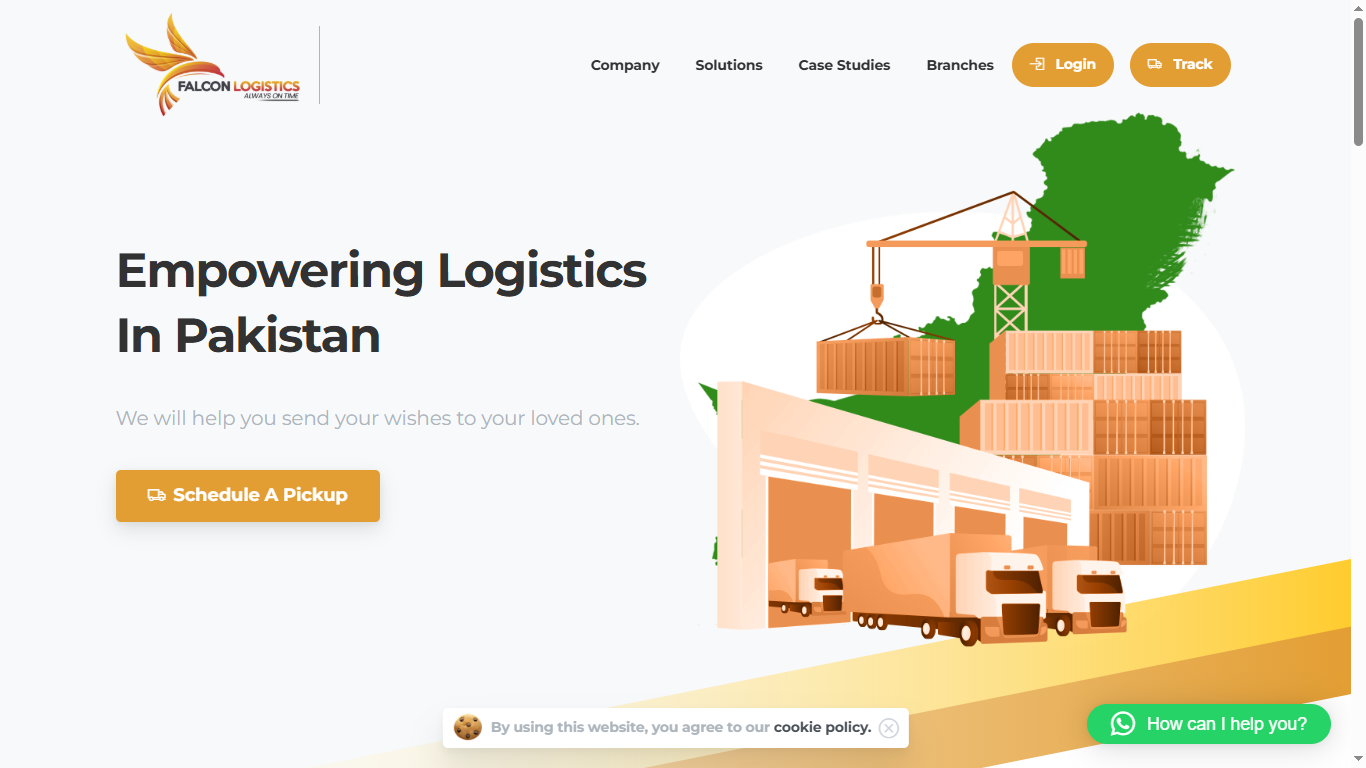 FALCON LOGISTICS
ALWAYS ON TIME
Company
Solutions
Case Studies
Branches
Login
Track
Empowering Logistics
In Pakistan
We will help you send your wishes to your loved ones.
Schedule A Pickup
By using this website, you agree to our cookie policy.
How can I help you?